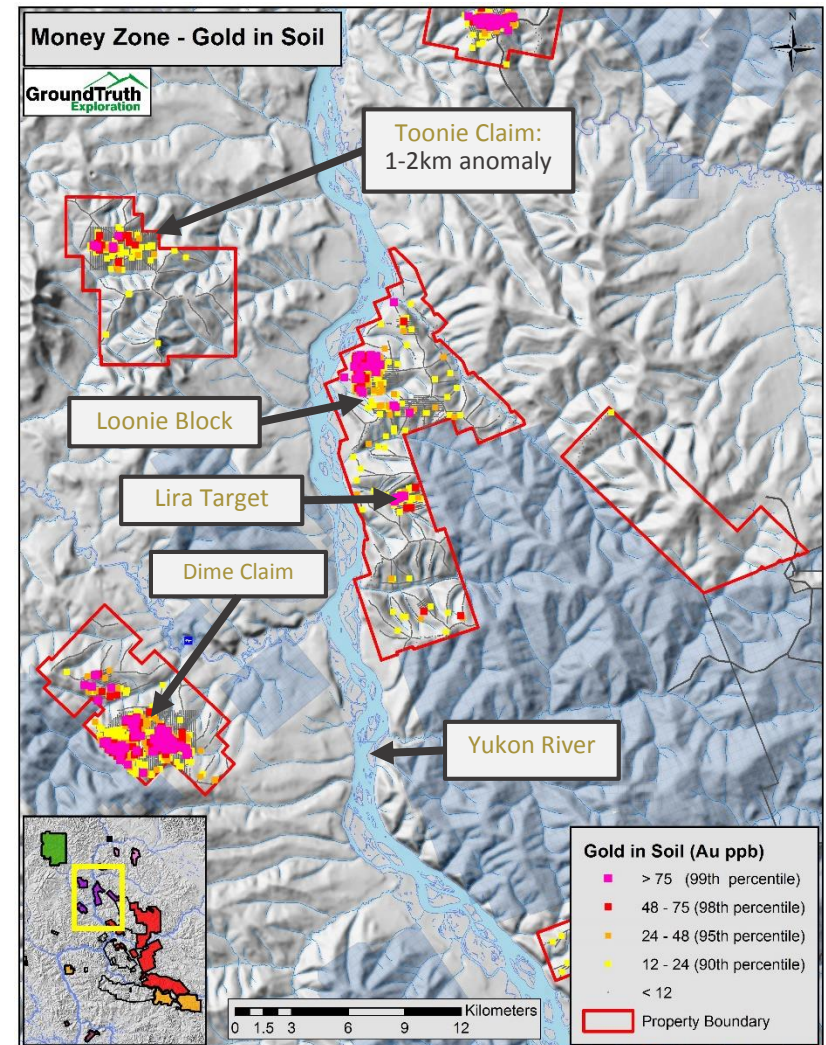 Money Zone - Gold in Soil
GroundTruth
Exploration
N
Toonie Claim:
1-2km anomaly
Loonie Block
Lira Target
Dime Claim
Yukon River
Gold in Soil (Au ppb)
> 75 (99th percentile)
48 - 75 (98th percentile)
24 - 48 (95th percentile)
12 - 24 (90th percentile)
< 12
Property Boundary
Kilometers
0 1.5 3 6 9 12